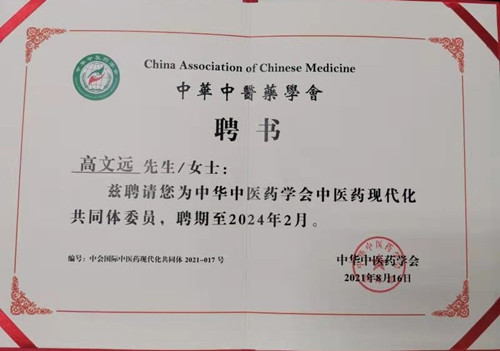 China Association of Chinese Medicine
中華中醫藥學會
聘书
高文远 先生/女士：
兹聘请您为中华中医药学会中医药现代化
共同体委员，聘期至2024年2月。
编号：中会国际中医药现代化共同体 2021-017 号
中华中医药学会
2021年8月16日